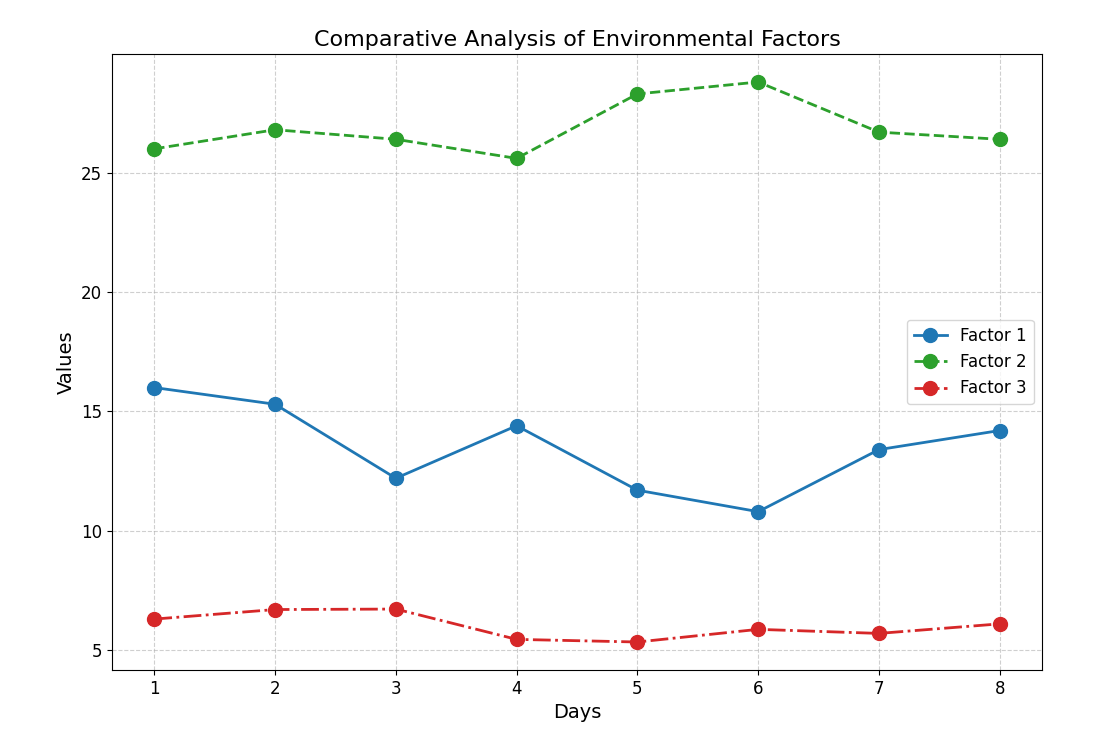 Comparative Analysis of Environmental Factors
Values
25
20
15
10
5
Factor 1
Factor 2
Factor 3
1 2 3 4 5 6 7 8
Days